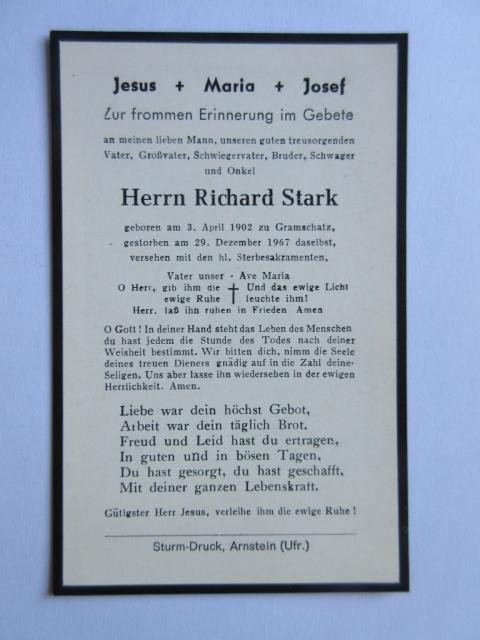 Jesus + Maria + Josef
Zur frommen Erinnerung im Gebete
an meinen lieben Mann, unseren guten treusorgenden
Vater, Großvater, Schwiegervater, Bruder, Schwager
und Onkel
Herrn Richard Stark
geboren am 3. April 1902 zu Gramschatz,
gestorben am 29. Dezember 1967 daselbst,
versehen mit den hl. Sterbesakramenten,
Vater unser - Ave Maria
O Herr, gib ihm die † Und das ewige Licht
ewige Ruhe † leuchte ihm!
Herr, laß ihn ruhen in Frieden Amen
O Gott! In deiner Hand steht das Leben des Menschen
du hast jedem die Stunde des Todes nach deiner
Weisheit bestimmt. Wir bitten dich, nimm die Seele
deines treuen Dieners gnädig auf in die Zahl deine-
Seligen. Uns aber lasse ihn wiedersehen in der ewigen
Herrlichkeit. Amen.
Liebe war dein höchst Gebot,
Arbeit war dein täglich Brot.
Freud und Leid hast du ertragen,
In guten und in bösen Tagen,
Du hast gesorgt, du hast geschafft,
Mit deiner ganzen Lebenskraft.
Gütigster Herr Jesus, verleihe ihm die ewige Ruhe!
Sturm-Druck, Arnstein (Ufr.)